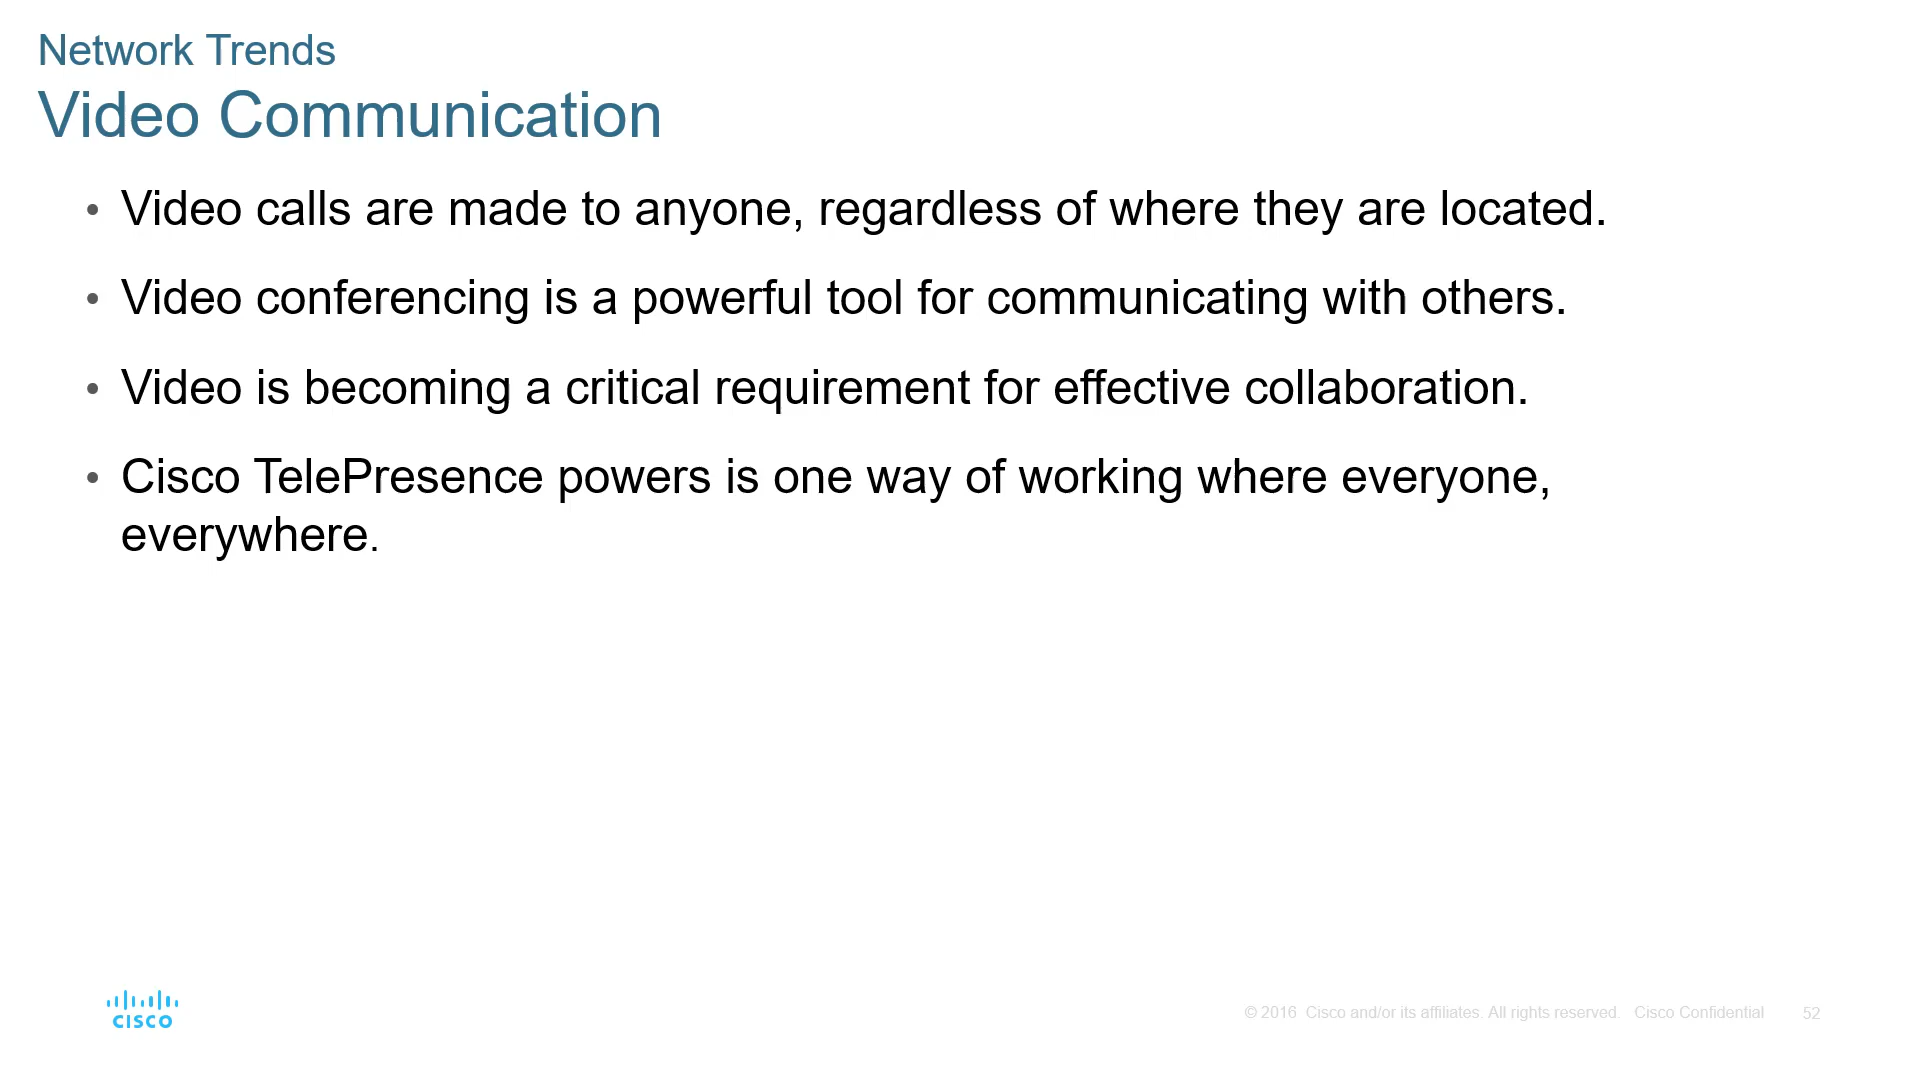 Network Trends
Video Communication
• Video calls are made to anyone, regardless of where they are located.
• Video conferencing is a powerful tool for communicating with others.
• Video is becoming a critical requirement for effective collaboration.
• Cisco TelePresence powers is one way of working where everyone,
everywhere.
CISCO
© 2016 Cisco and/or its affiliates. All rights reserved. Cisco Confidential 52